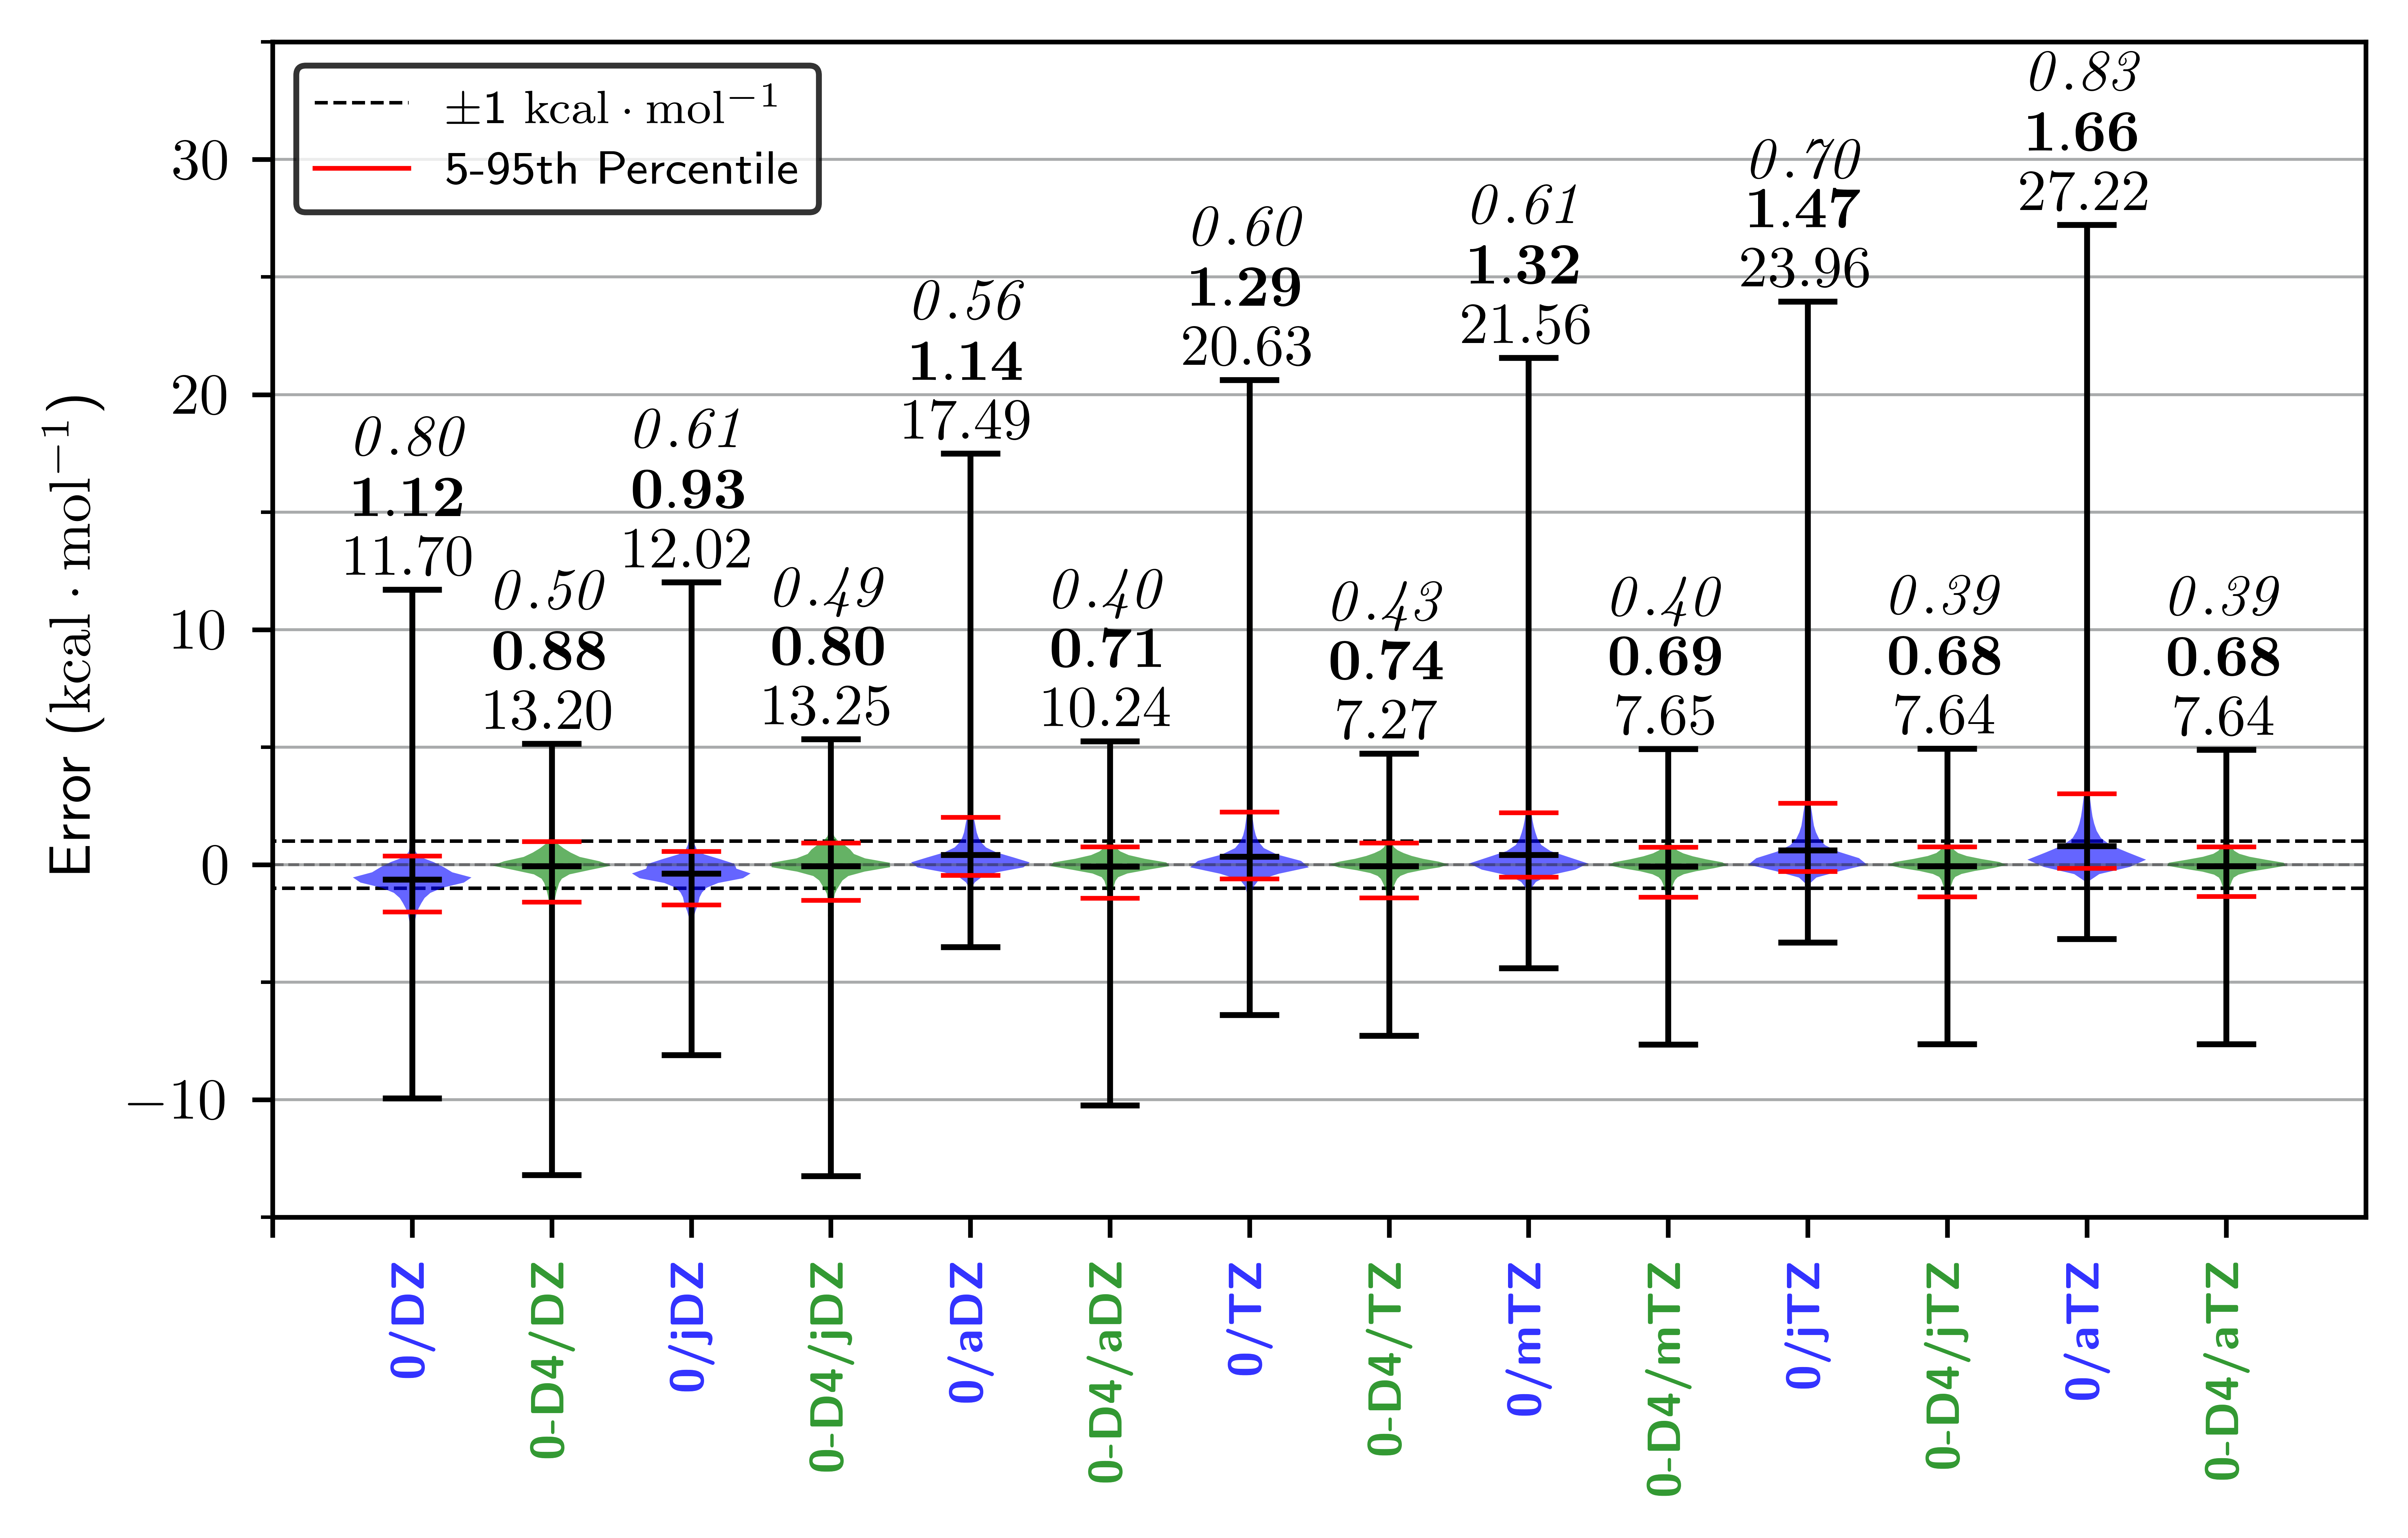 ±1 kcal · mol⁻¹
5-95th Percentile
Error (kcal · mol⁻¹)
30
20
10
0
−10
0.80
1.12
11.70
0.50
0.88
13.20
0.61
0.93
12.02
0.49
0.80
13.25
0.56
1.14
17.49
0.40
0.71
10.24
0.60
1.29
20.63
0.43
0.74
7.27
0.61
1.32
21.56
0.40
0.69
7.65
0.70
1.47
23.96
0.39
0.68
7.64
0.83
1.66
27.22
0.39
0.68
7.64
0/DZ
0-D4/DZ
0/jDZ
0-D4/jDZ
0/aDZ
0-D4/aDZ
0/TZ
0-D4/TZ
0/mTZ
0-D4/mTZ
0/jTZ
0-D4/jTZ
0/aTZ
0-D4/aTZ